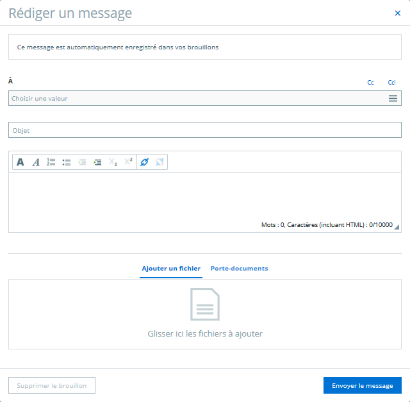 Rédiger un message
Ce message est automatiquement enregistré dans vos brouillons
À
Cc Cci
Choisir une valeur
Objet
Mots : 0, Caractères (incluant HTML) : 0/10000
Ajouter un fichier Porte-documents
Glisser ici les fichiers à ajouter
Supprimer le brouillon Envoyer le message